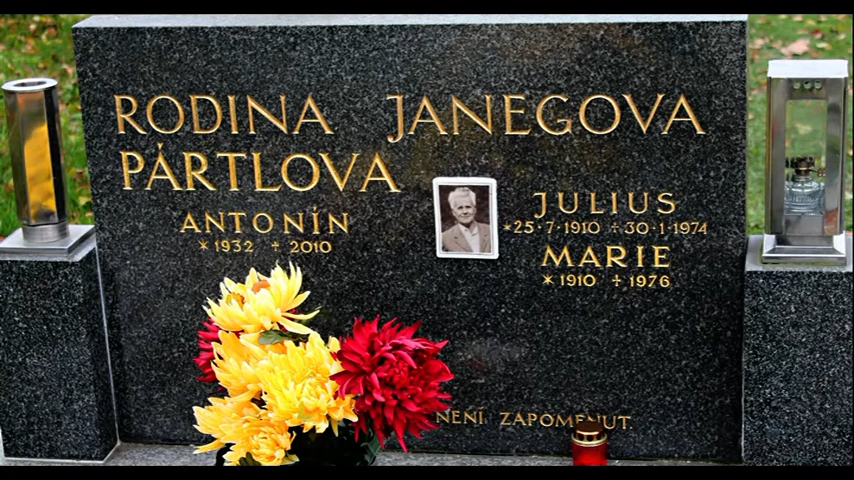 RODINA JANEGOVA
PÁRTLOVA
ANTONÍN
*1932 +2010
JULIUS
*25·7·1910 +30·1·1974
MARIE
*1910 +1976
NENÍ ZAPOMENUT.